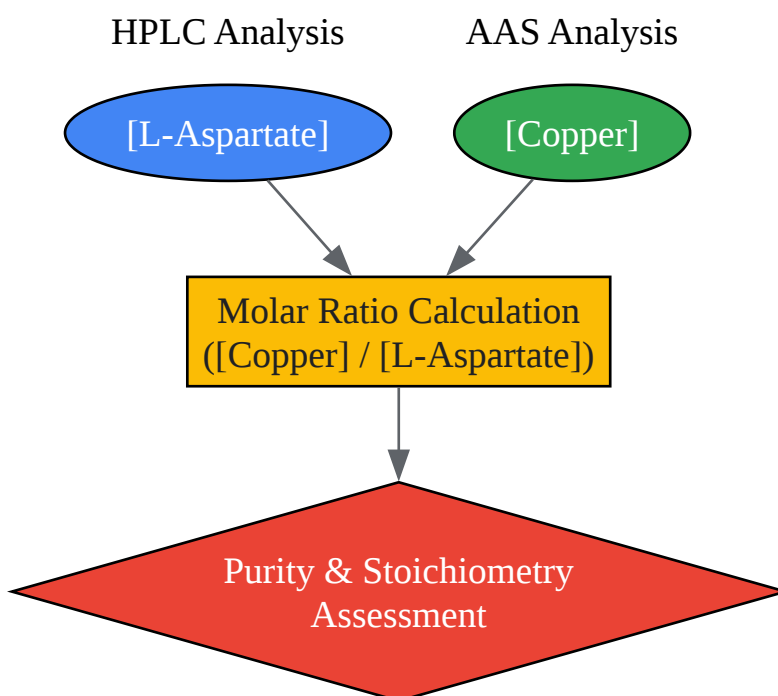 HPLC Analysis
AAS Analysis
[L-Aspartate]
[Copper]
Molar Ratio Calculation
([Copper] / [L-Aspartate])
Purity & Stoichiometry
Assessment